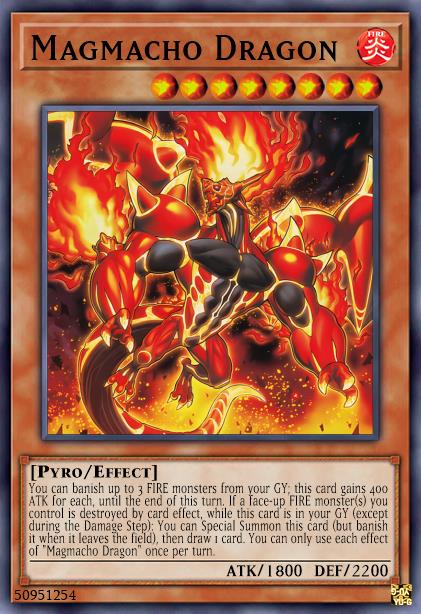 MAGMACHO DRAGON
FIRE
炎
[PYRO/EFFECT]
You can banish up to 3 FIRE monsters from your GY; this card gains 400
ATK for each, until the end of this turn. If a face-up FIRE monster(s) you
control is destroyed by card effect, while this card is in your GY (except
during the Damage Step): You can Special Summon this card (but banish
it when it leaves the field), then draw 1 card. You can only use each effect
of "Magmacho Dragon" once per turn.
ATK/1800 DEF/2200
50951254